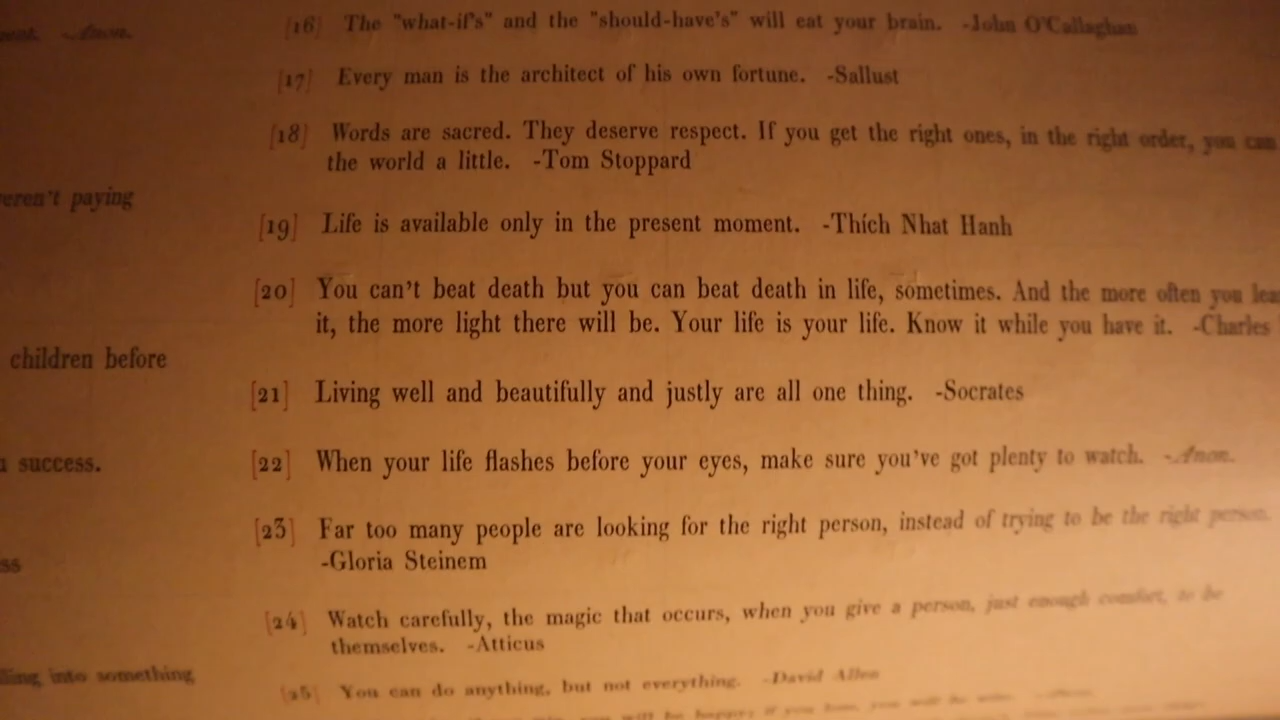 [16] The "what-if's" and the "should-have's" will eat your brain. -John O'Callaghan
[17] Every man is the architect of his own fortune. -Sallust
[18] Words are sacred. They deserve respect. If you get the right ones, in the right order, you can
the world a little. -Tom Stoppard
eren't paying
[19] Life is available only in the present moment. -Thích Nhat Hanh
[20] You can't beat death but you can beat death in life, sometimes. And the more often you lea
it, the more light there will be. Your life is your life. Know it while you have it. -Charles
children before
[21] Living well and beautifully and justly are all one thing. -Socrates
a success.
[22] When your life flashes before your eyes, make sure you've got plenty to watch. -Anon.
[23] Far too many people are looking for the right person, instead of trying to be the right person.
-Gloria Steinem
ss
[24] Watch carefully, the magic that occurs, when you give a person, just enough comfort, to be
themselves. -Atticus
lling into something
[25] You can do anything, but not everything. -David Allen